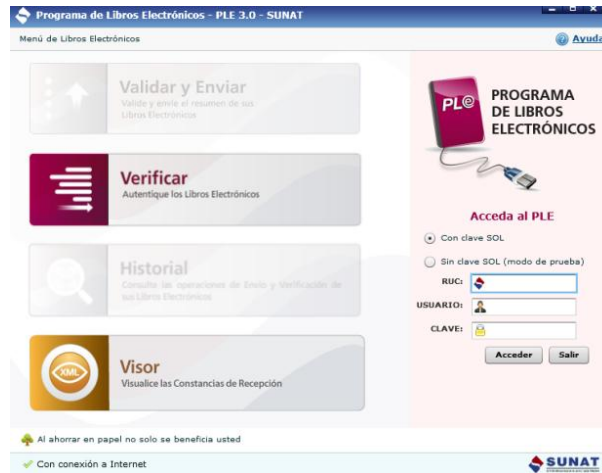 Programa de Libros Electrónicos - PLE 3.0 - SUNAT
Menú de Libros Electrónicos
Ayuda
Validar y Enviar
Valide y envíe el resumen de sus
Libros Electrónicos
Verificar
Autentique los Libros Electrónicos
Historial
Consulte las operaciones de Envío y Verificación de
sus Libros Electrónicos
XML
Visor
Visualice las Constancias de Recepción
PL@
PROGRAMA
DE LIBROS
ELECTRÓNICOS
Acceda al PLE
Con clave SOL
Sin clave SOL (modo de prueba)
RUC:
USUARIO:
CLAVE:
Acceder Salir
Al ahorrar en papel no solo se beneficia usted
Con conexión a Internet
SUNAT